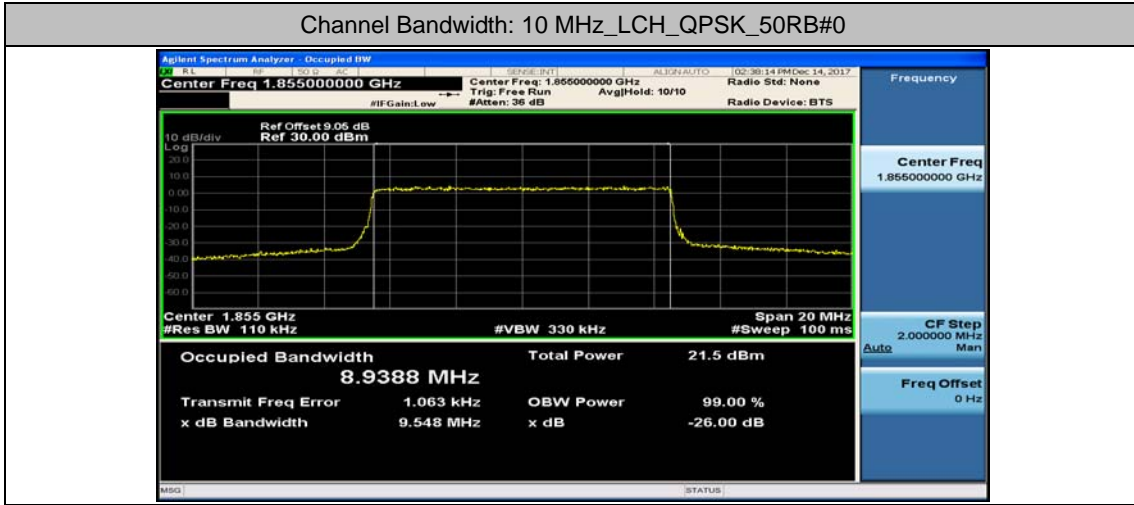 Channel Bandwidth: 10 MHz_LCH_QPSK_50RB#0
Agilent Spectrum Analyzer - Occupied BW
RL RF 50 Ω AC SENSE:INT ALIGN AUTO 02:38:14 PM Dec 14, 2017
Center Freq 1.855000000 GHz Center Freq: 1.855000000 GHz Radio Std: None Frequency
Trig: Free Run Avg|Hold: 10/10
#IFGain:Low #Atten: 36 dB Radio Device: BTS
Ref Offset 9.05 dB
10 dB/div Ref 30.00 dBm
Log
20.0
10.0
0.00
-10.0
-20.0
-30.0
-40.0
-50.0
-60.0
Center Freq
1.855000000 GHz
Center 1.855 GHz Span 20 MHz
#Res BW 110 kHz #VBW 330 kHz #Sweep 100 ms
CF Step
2.000000 MHz
Auto Man
Occupied Bandwidth Total Power 21.5 dBm
8.9388 MHz
Freq Offset
0 Hz
Transmit Freq Error 1.063 kHz OBW Power 99.00 %
x dB Bandwidth 9.548 MHz x dB -26.00 dB
MSG STATUS